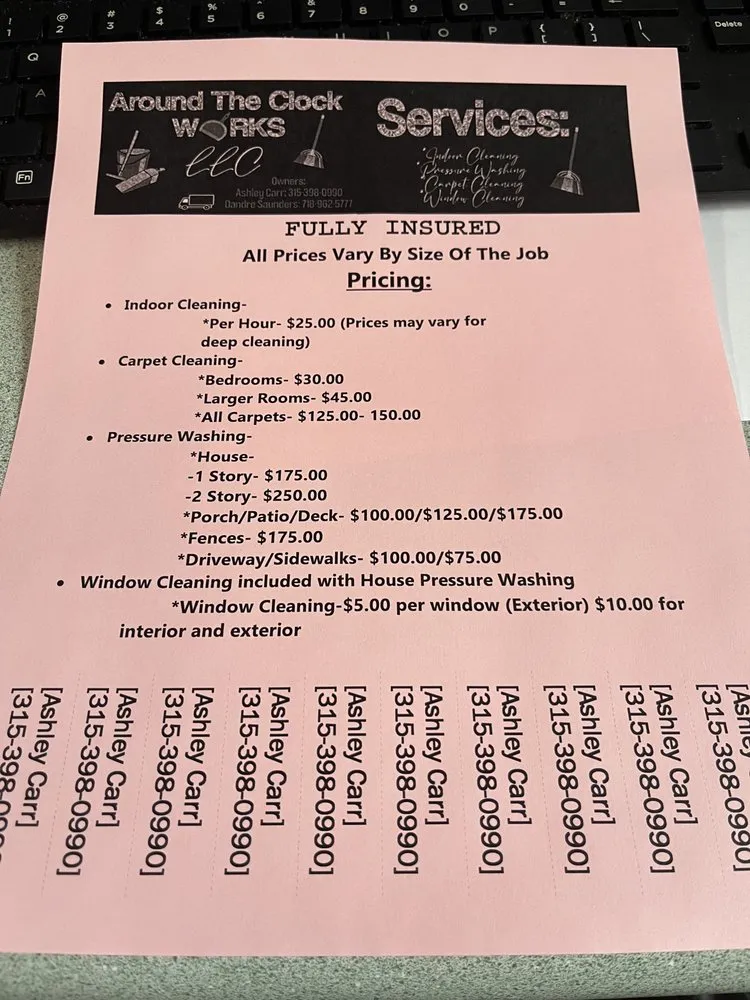 Around The Clock
WORKS
LLC
Owners:
Ashley Carr: 315-398-0990
Dandre Saunders: 718-962-5777
Services:
*Indoor Cleaning
*Pressure Washing
*Carpet Cleaning
*Window Cleaning
FULLY INSURED
All Prices Vary By Size Of The Job
Pricing:
• Indoor Cleaning-
*Per Hour- $25.00 (Prices may vary for
deep cleaning)
• Carpet Cleaning-
*Bedrooms- $30.00
*Larger Rooms- $45.00
*All Carpets- $125.00- 150.00
• Pressure Washing-
*House-
-1 Story- $175.00
-2 Story- $250.00
*Porch/Patio/Deck- $100.00/$125.00/$175.00
*Fences- $175.00
*Driveway/Sidewalks- $100.00/$75.00
• Window Cleaning included with House Pressure Washing
*Window Cleaning-$5.00 per window (Exterior) $10.00 for
interior and exterior
[Ashley Carr]
[315-398-0990]
[Ashley Carr]
[315-398-0990]
[Ashley Carr]
[315-398-0990]
[Ashley Carr]
[315-398-0990]
[Ashley Carr]
[315-398-0990]
[Ashley Carr]
[315-398-0990]
[Ashley Carr]
[315-398-0990]
[Ashley Carr]
[315-398-0990]
[Ashley Carr]
[315-398-0990]
[315-398-0990]
Delete
Fn
Q
A
O
P